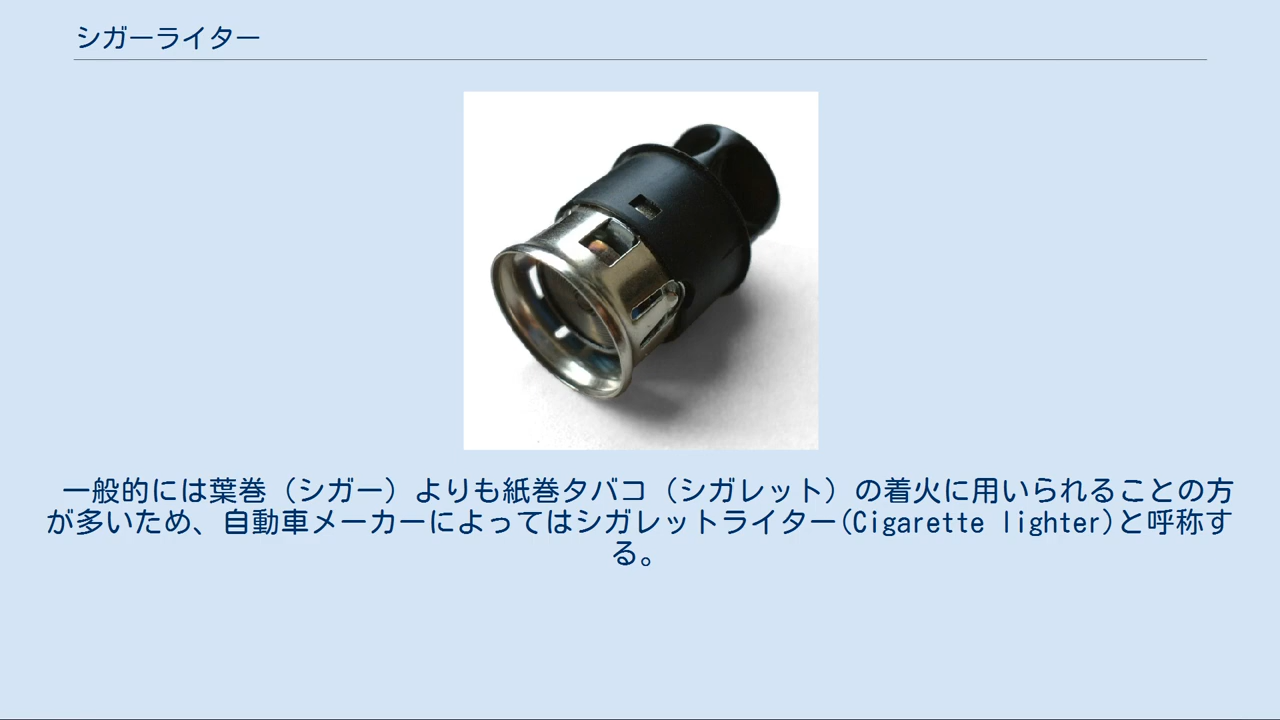 シガーライター
一般的には葉巻（シガー）よりも紙巻タバコ（シガレット）の着火に用いられることの方
が多いため、自動車メーカーによってはシガレットライター(Cigarette lighter)と呼称す
る。